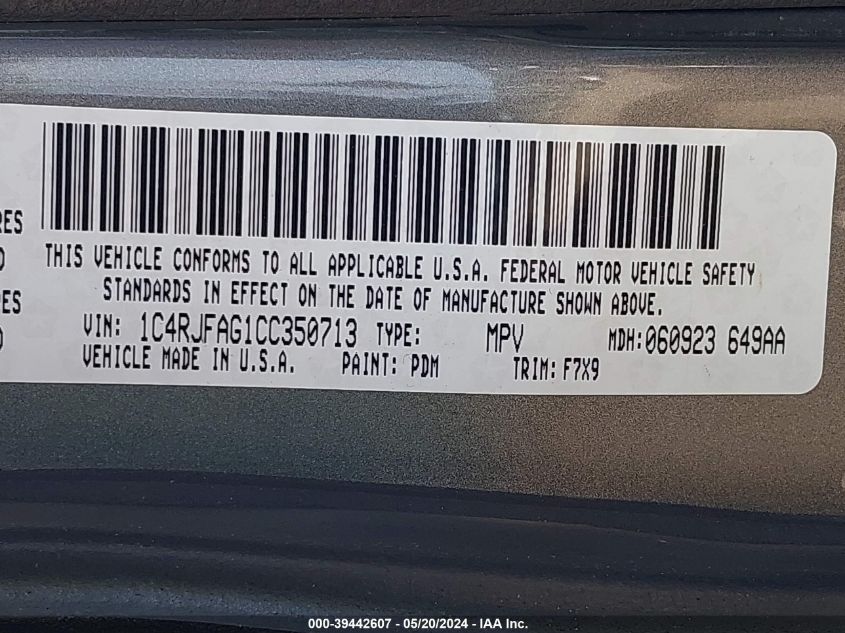 RES
THIS VEHICLE CONFORMS TO ALL APPLICABLE U.S.A. FEDERAL MOTOR VEHICLE SAFETY
STANDARDS IN EFFECT ON THE DATE OF MANUFACTURE SHOWN ABOVE.
RES
VIN: 1C4RJFAG1CC350713 TYPE: MPV MDH:060923 649AA
VEHICLE MADE IN U.S.A. PAINT: PDM TRIM: F7X9
000-39442607 - 05/20/2024 - IAA Inc.